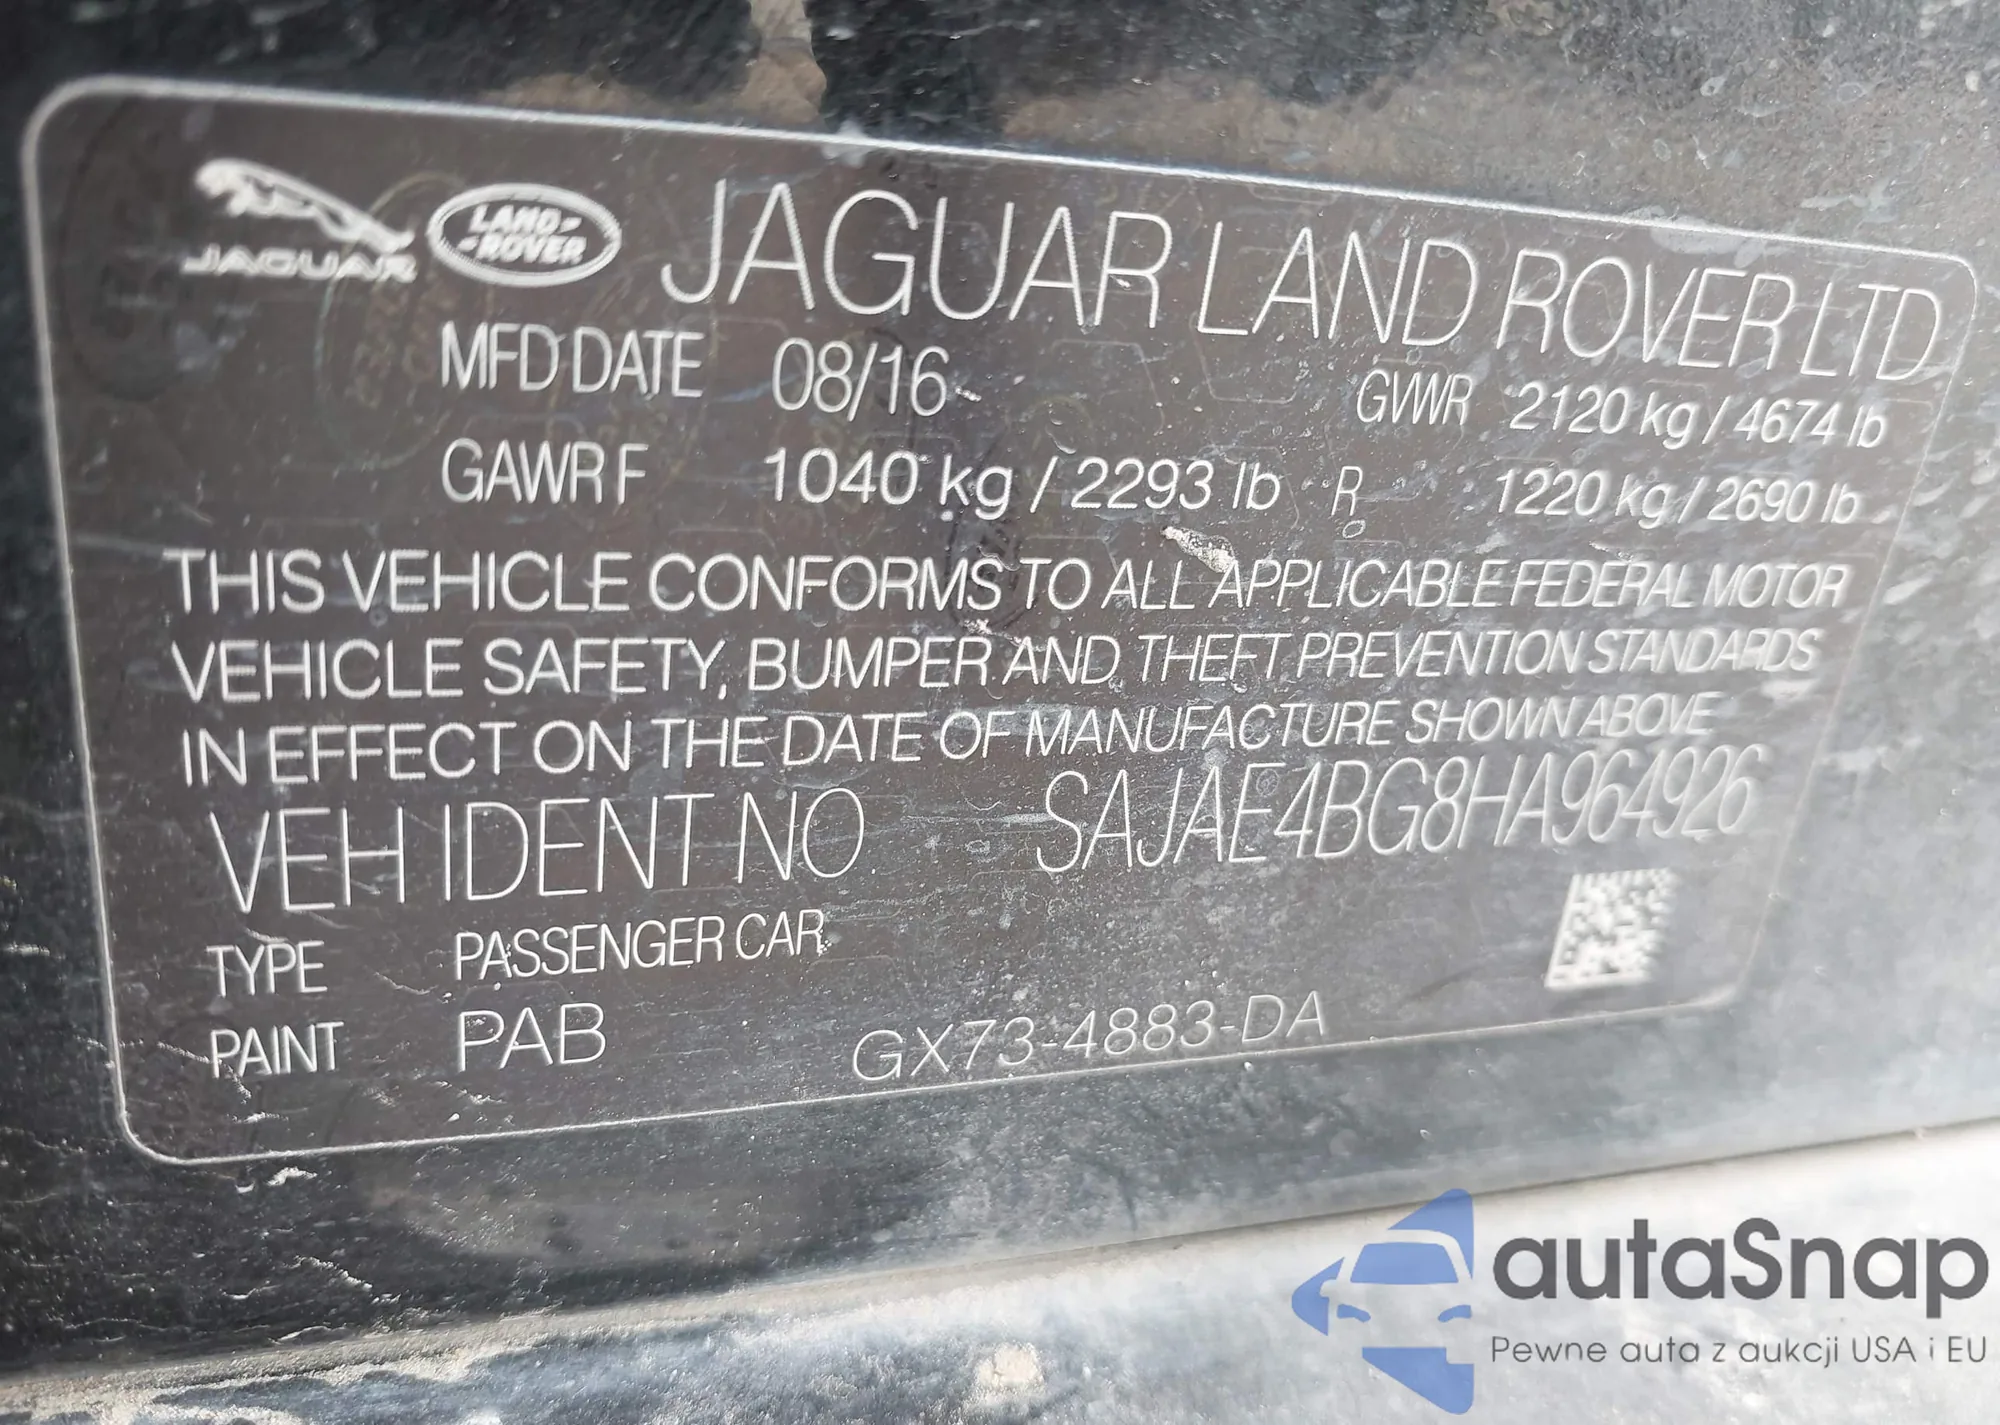 JAGUAR
LAND-
-ROVER
JAGUAR LAND ROVER LTD
MFD DATE 08/16 GVWR 2120 kg / 4674 lb
GAWR F 1040 kg / 2293 lb R 1220 kg / 2690 lb
THIS VEHICLE CONFORMS TO ALL APPLICABLE FEDERAL MOTOR
VEHICLE SAFETY, BUMPER AND THEFT PREVENTION STANDARDS
IN EFFECT ON THE DATE OF MANUFACTURE SHOWN ABOVE
VEH IDENT NO SAJAE4BG8HA964926
TYPE PASSENGER CAR
PAINT PAB GX73-4883-DA
autaSnap
Pewne auta z aukcji USA i EU